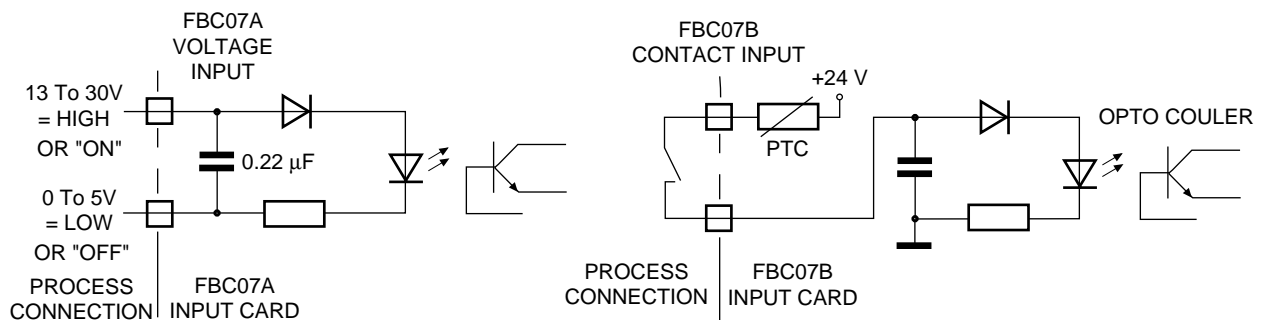 FBC07A
VOLTAGE
INPUT
13 To 30V
= HIGH
OR "ON"
0.22 μF
0 To 5V
= LOW
OR "OFF"
PROCESS
CONNECTION
FBC07A
INPUT CARD
FBC07B
CONTACT INPUT
+24 V
PTC
OPTO COULER
PROCESS
CONNECTION
FBC07B
INPUT CARD